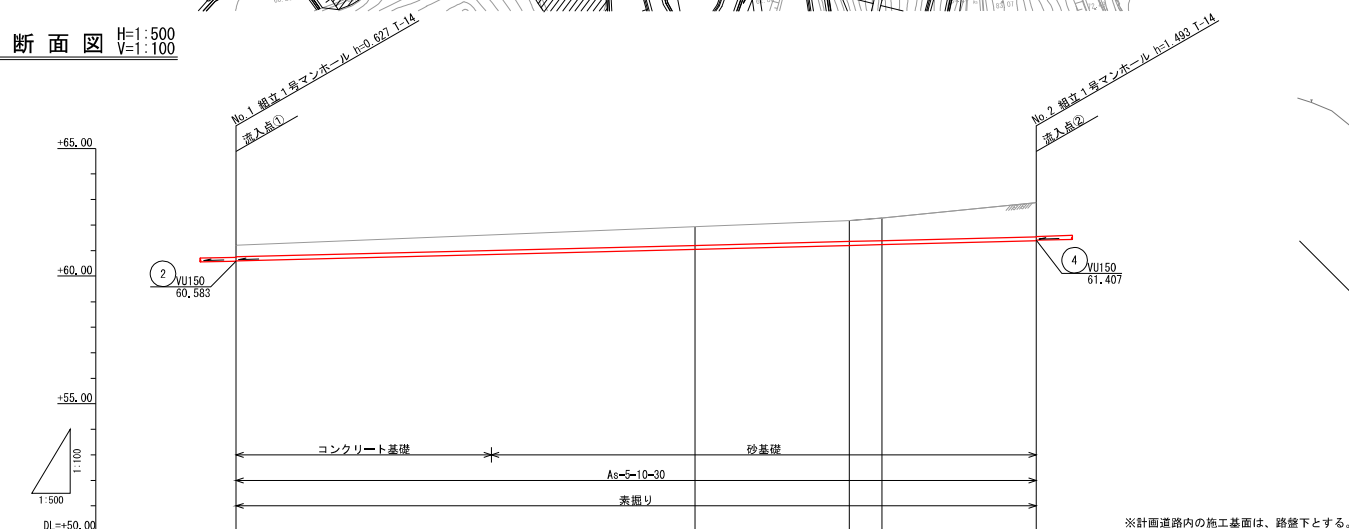 断面図 H=1:500
V=1:100
No.1 組立1号マンホール h=0.627 T-14
流入点①
No.2 組立1号マンホール h=1.493 T-14
流入点②
+65.00
+60.00
2
VU150
60.583
4
VU150
61.407
+55.00
コンクリート基礎
砂基礎
As-5-10-30
素掘り
1:100
1:500
DL=+50.00
※計画道路内の施工基面は、路盤下とする。